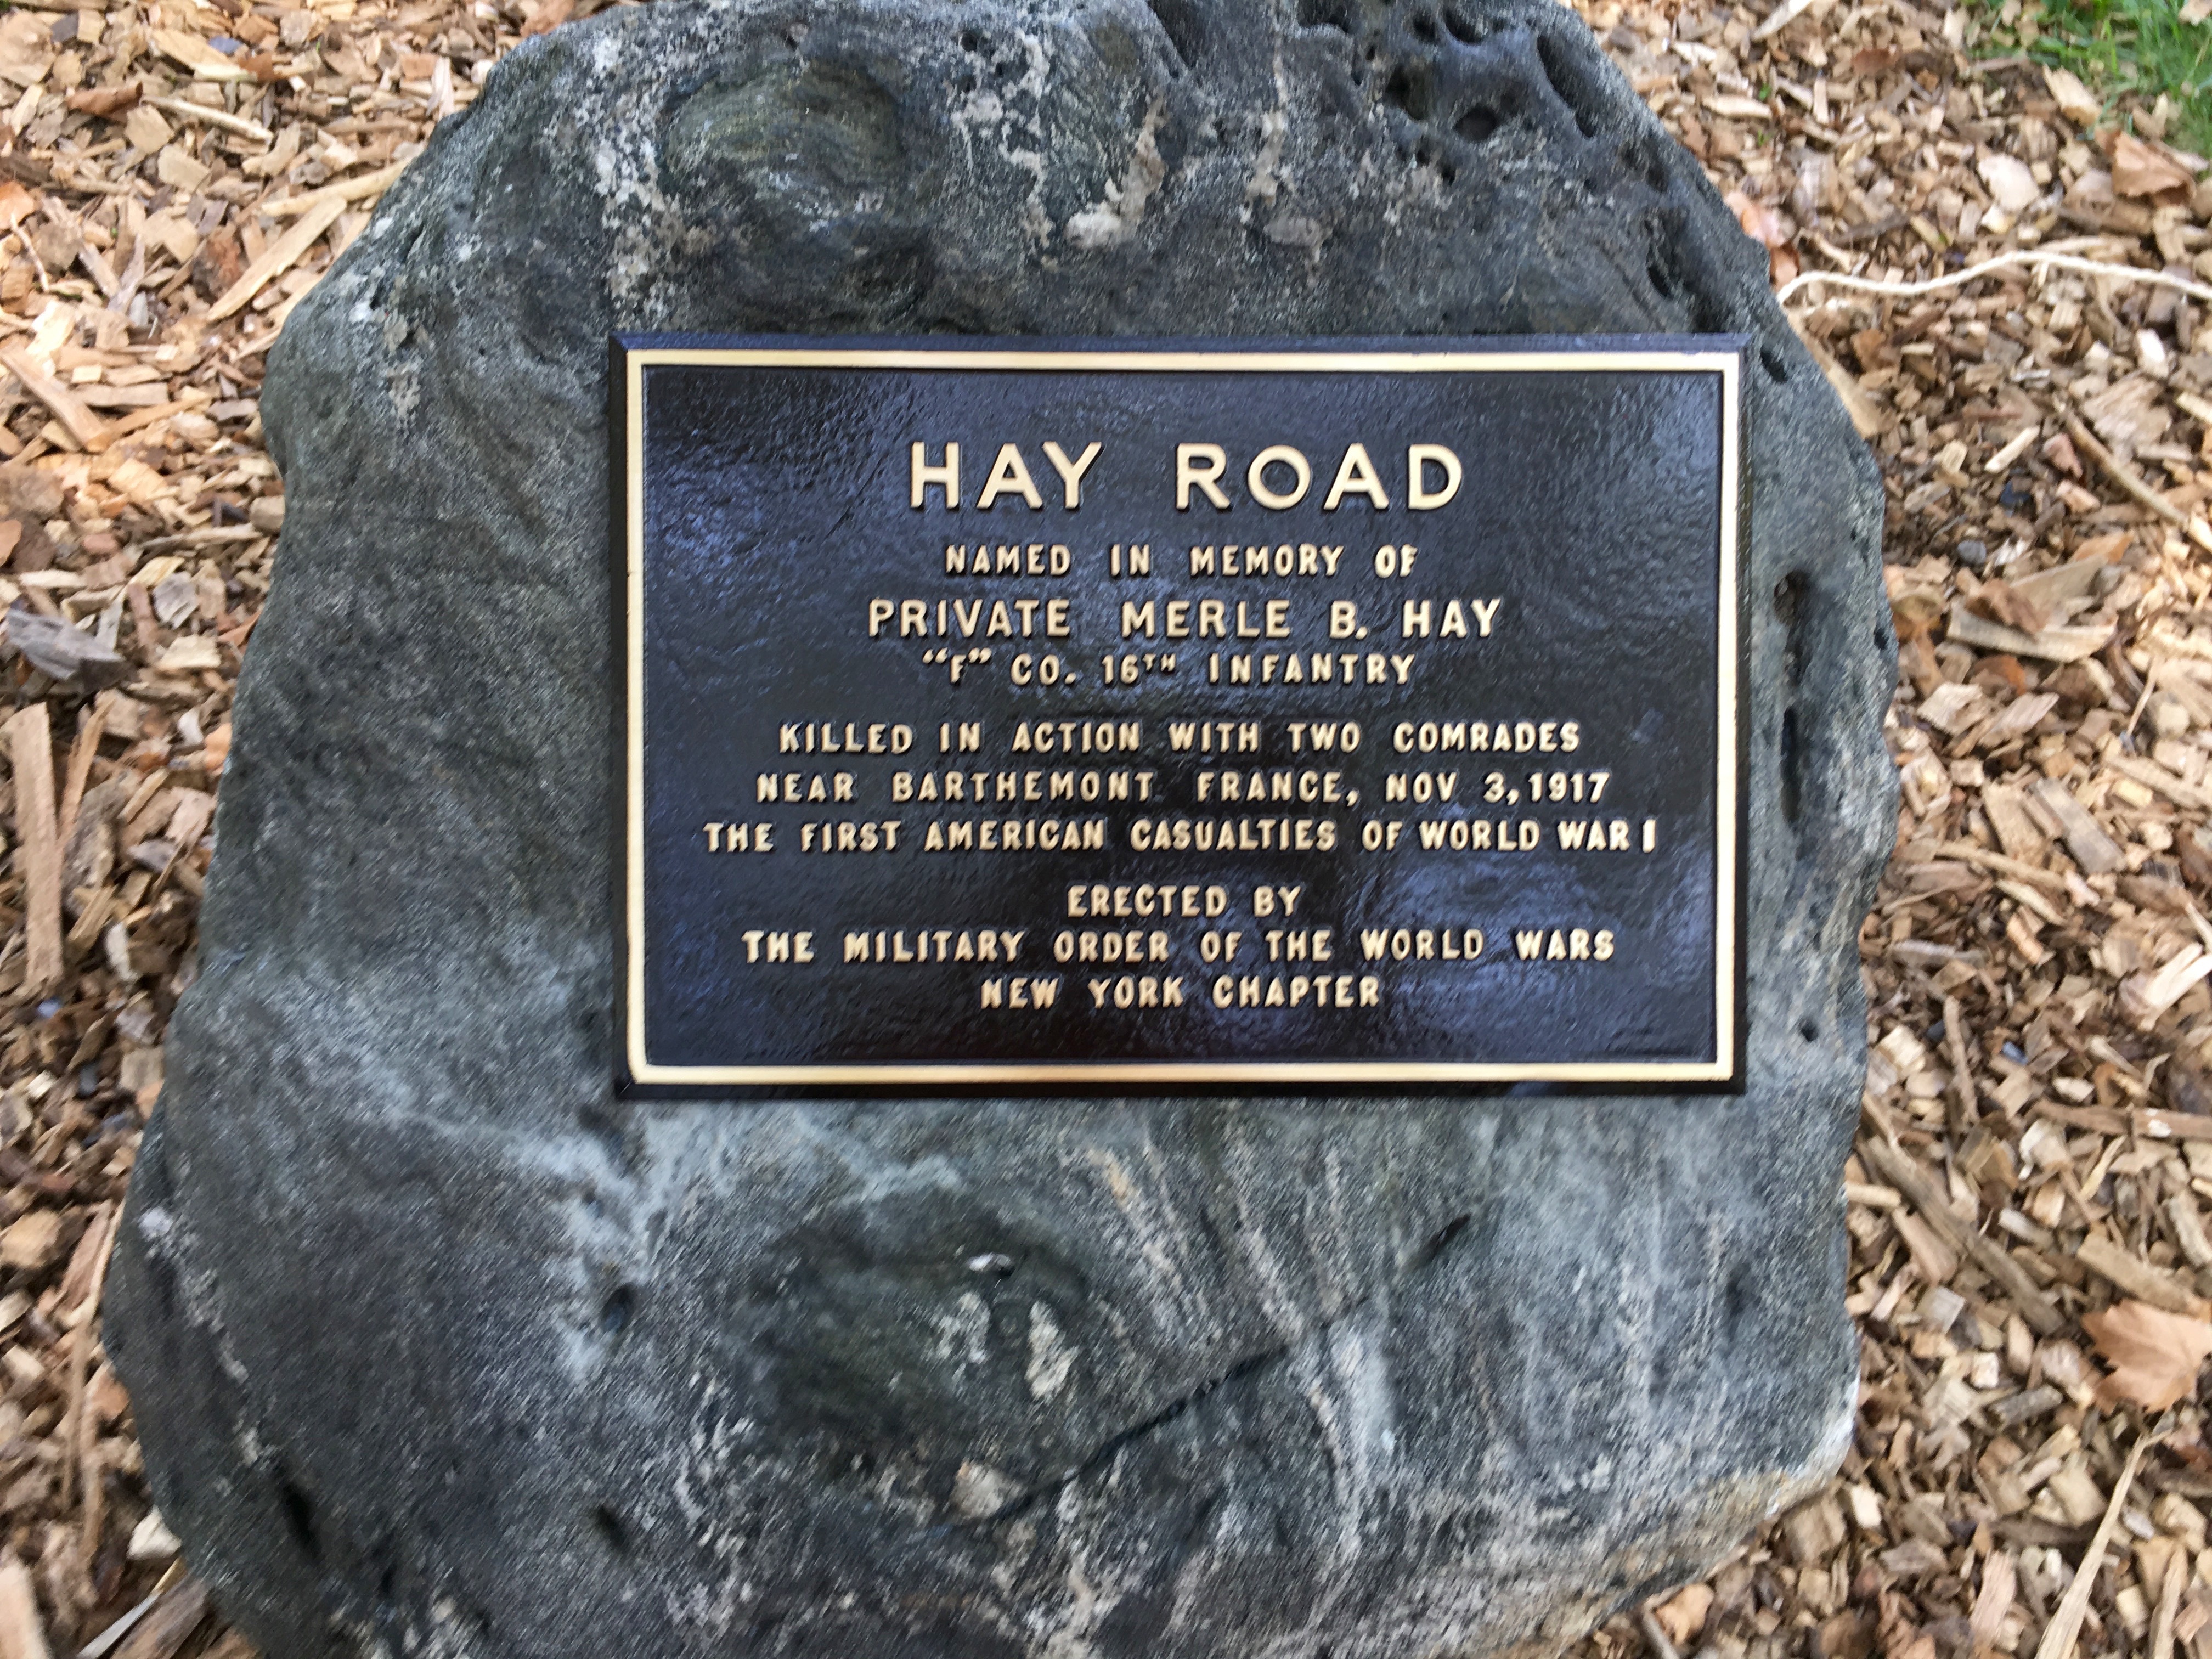 HAY ROAD
NAMED IN MEMORY OF
PRIVATE MERLE B. HAY
“F” CO. 16TH INFANTRY
KILLED IN ACTION WITH TWO COMRADES
NEAR BARTHEMONT FRANCE, NOV 3, 1917
THE FIRST AMERICAN CASUALTIES OF WORLD WAR I
ERECTED BY
THE MILITARY ORDER OF THE WORLD WARS
NEW YORK CHAPTER